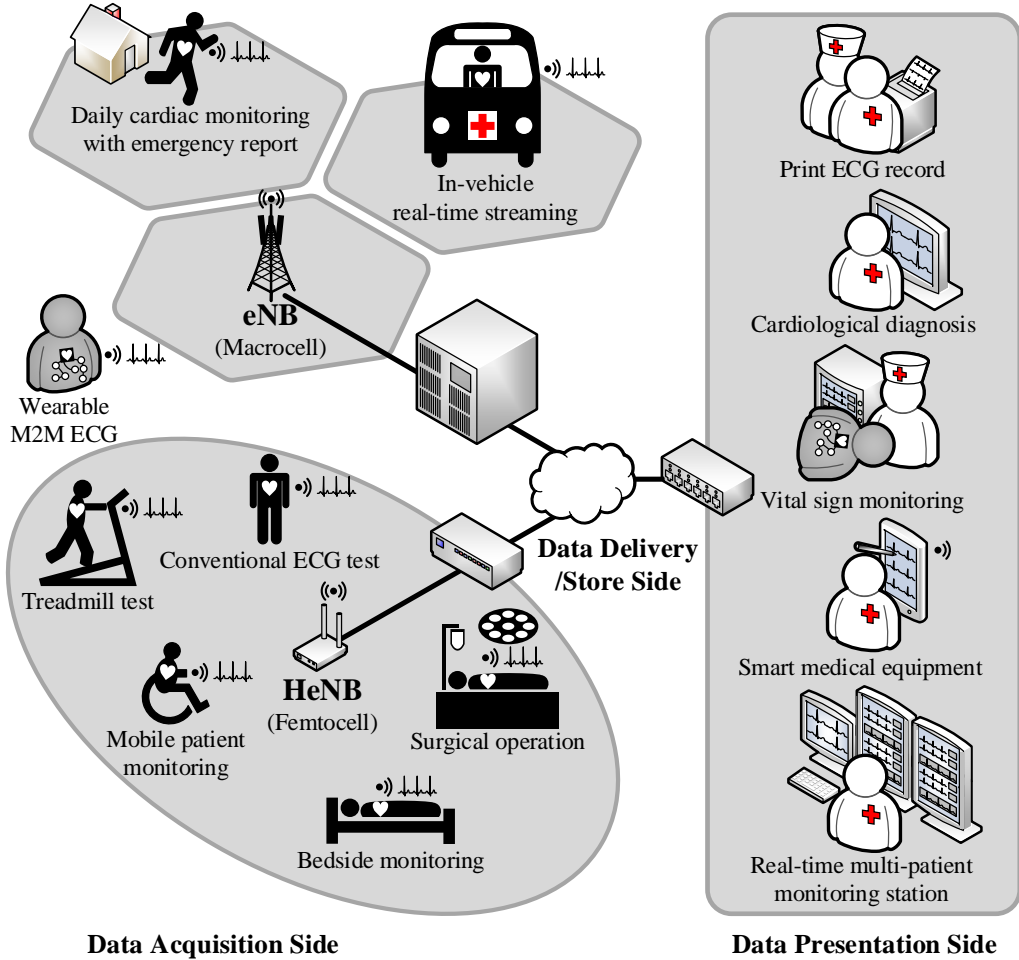 Daily cardiac monitoring
with emergency report
In-vehicle
real-time streaming
eNB
(Macrocell)
Wearable
M2M ECG
Treadmill test
Conventional ECG test
HeNB
(Femtocell)
Mobile patient
monitoring
Surgical operation
Bedside monitoring
Data Acquisition Side
Data Delivery
/Store Side
Print ECG record
Cardiological diagnosis
Vital sign monitoring
Smart medical equipment
Real-time multi-patient
monitoring station
Data Presentation Side